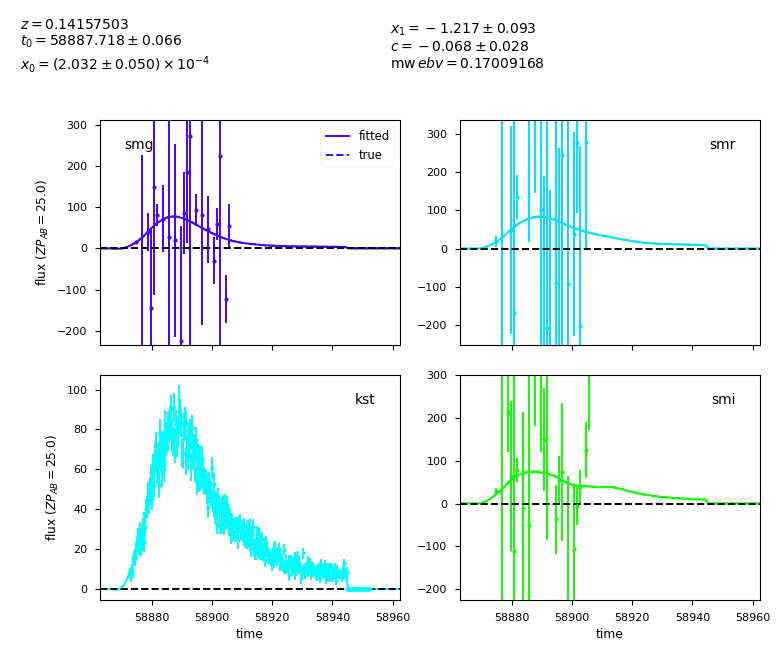 z = 0.14157503
t₀ = 58887.718 ± 0.066
x₀ = (2.032 ± 0.050) × 10⁻⁴
x₁ = −1.217 ± 0.093
c = −0.068 ± 0.028
mw ebv = 0.17009168
smg
fitted
true
flux (ZP_AB = 25.0)
300
200
100
0
−100
−200
smr
300
200
100
0
−100
−200
kst
flux (ZP_AB = 25.0)
100
80
60
40
20
0
58880 58900 58920 58940 58960
time
smi
300
200
100
0
−100
−200
58880 58900 58920 58940 58960
time